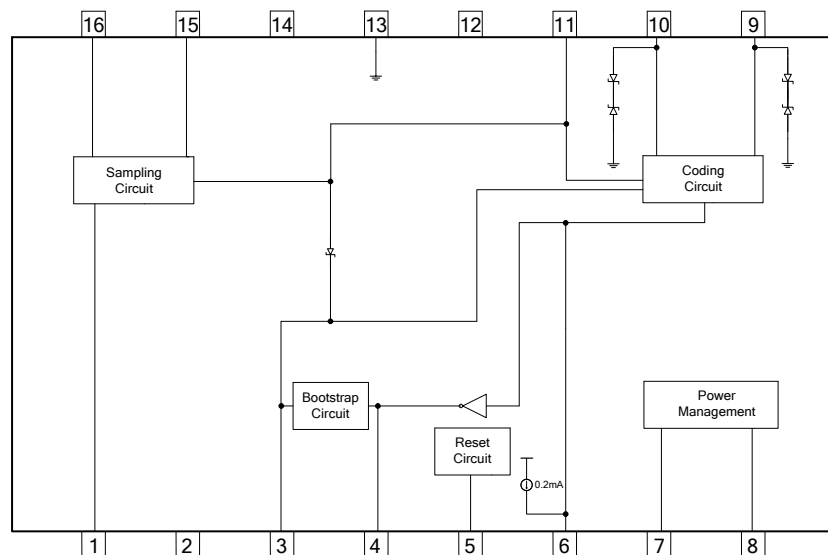 16 15 14 13 12 11 10 9
Sampling
Circuit
Coding
Circuit
Bootstrap
Circuit
Power
Management
Reset
Circuit
0.2mA
1 2 3 4 5 6 7 8